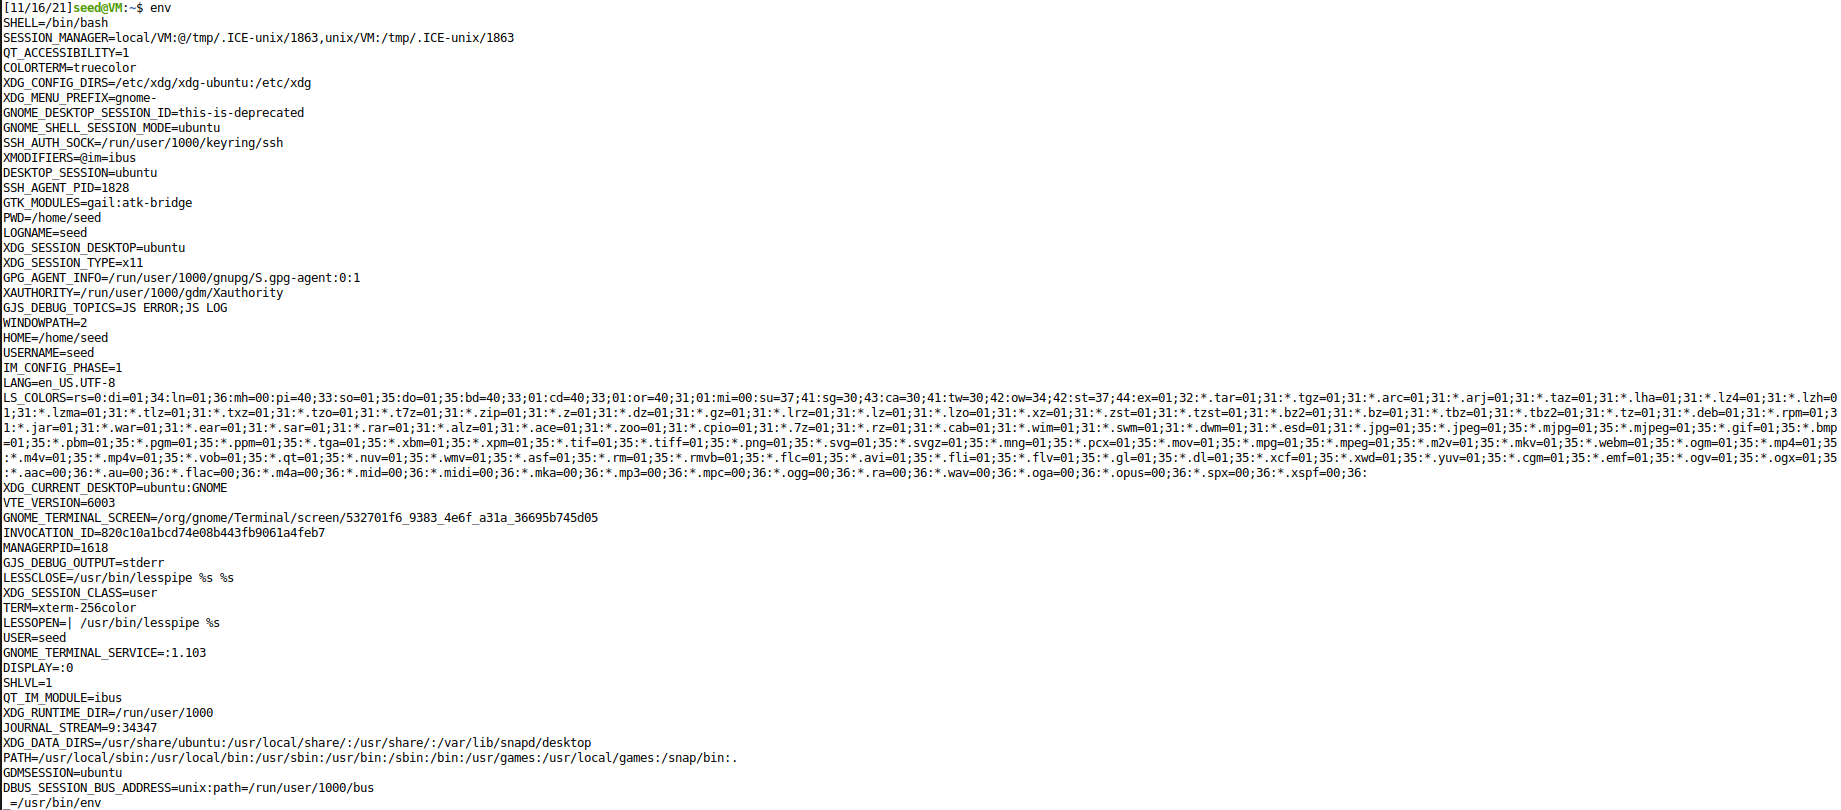 [11/16/21]seed@VM:~$ env
SHELL=/bin/bash
SESSION_MANAGER=local/VM:@/tmp/.ICE-unix/1863,unix/VM:/tmp/.ICE-unix/1863
QT_ACCESSIBILITY=1
COLORTERM=truecolor
XDG_CONFIG_DIRS=/etc/xdg/xdg-ubuntu:/etc/xdg
XDG_MENU_PREFIX=gnome-
GNOME_DESKTOP_SESSION_ID=this-is-deprecated
GNOME_SHELL_SESSION_MODE=ubuntu
SSH_AUTH_SOCK=/run/user/1000/keyring/ssh
XMODIFIERS=@im=ibus
DESKTOP_SESSION=ubuntu
SSH_AGENT_PID=1828
GTK_MODULES=gail:atk-bridge
PWD=/home/seed
LOGNAME=seed
XDG_SESSION_DESKTOP=ubuntu
XDG_SESSION_TYPE=x11
GPG_AGENT_INFO=/run/user/1000/gnupg/S.gpg-agent:0:1
XAUTHORITY=/run/user/1000/gdm/Xauthority
GJS_DEBUG_TOPICS=JS ERROR;JS LOG
WINDOWPATH=2
HOME=/home/seed
USERNAME=seed
IM_CONFIG_PHASE=1
LANG=en_US.UTF-8
LS_COLORS=rs=0:di=01;34:ln=01;36:mh=00:pi=40;33:so=01;35:do=01;35:bd=40;33;01:cd=40;33;01:or=40;31;01:mi=00:su=37;41:sg=30;43:ca=30;41:tw=30;42:ow=34;42:st=37;44:ex=01;32:*.tar=01;31:*.tgz=01;31:*.arc=01;31:*.arj=01;31:*.taz=01;31:*.lha=01;31:*.lz4=01;31:*.lzh=0
1;31:*.lzma=01;31:*.tlz=01;31:*.txz=01;31:*.tzo=01;31:*.t7z=01;31:*.zip=01;31:*.z=01;31:*.dz=01;31:*.gz=01;31:*.lrz=01;31:*.lz=01;31:*.lzo=01;31:*.xz=01;31:*.zst=01;31:*.tzst=01;31:*.bz2=01;31:*.bz=01;31:*.tbz=01;31:*.tbz2=01;31:*.tz=01;31:*.deb=01;31:*.rpm=01;3
1:*.jar=01;31:*.war=01;31:*.ear=01;31:*.sar=01;31:*.rar=01;31:*.alz=01;31:*.ace=01;31:*.zoo=01;31:*.cpio=01;31:*.7z=01;31:*.rz=01;31:*.cab=01;31:*.wim=01;31:*.swm=01;31:*.dwm=01;31:*.esd=01;31:*.jpg=01;35:*.jpeg=01;35:*.mjpg=01;35:*.mjpeg=01;35:*.gif=01;35:*.bmp
=01;35:*.pbm=01;35:*.pgm=01;35:*.ppm=01;35:*.tga=01;35:*.xbm=01;35:*.xpm=01;35:*.tif=01;35:*.tiff=01;35:*.png=01;35:*.svg=01;35:*.svgz=01;35:*.mng=01;35:*.pcx=01;35:*.mov=01;35:*.mpg=01;35:*.mpeg=01;35:*.m2v=01;35:*.mkv=01;35:*.webm=01;35:*.ogm=01;35:*.mp4=01;35
:*.m4v=01;35:*.mp4v=01;35:*.vob=01;35:*.qt=01;35:*.nuv=01;35:*.wmv=01;35:*.asf=01;35:*.rm=01;35:*.rmvb=01;35:*.flc=01;35:*.avi=01;35:*.fli=01;35:*.flv=01;35:*.gl=01;35:*.dl=01;35:*.xcf=01;35:*.xwd=01;35:*.yuv=01;35:*.cgm=01;35:*.emf=01;35:*.ogv=01;35:*.ogx=01;35
:*.aac=00;36:*.au=00;36:*.flac=00;36:*.m4a=00;36:*.mid=00;36:*.midi=00;36:*.mka=00;36:*.mp3=00;36:*.mpc=00;36:*.ogg=00;36:*.ra=00;36:*.wav=00;36:*.oga=00;36:*.opus=00;36:*.spx=00;36:*.xspf=00;36:
XDG_CURRENT_DESKTOP=ubuntu:GNOME
VTE_VERSION=6003
GNOME_TERMINAL_SCREEN=/org/gnome/Terminal/screen/532701f6_9383_4e6f_a31a_36695b745d05
INVOCATION_ID=820c10a1bcd74e08b443fb9061a4feb7
MANAGERPID=1618
GJS_DEBUG_OUTPUT=stderr
LESSCLOSE=/usr/bin/lesspipe %s %s
XDG_SESSION_CLASS=user
TERM=xterm-256color
LESSOPEN=| /usr/bin/lesspipe %s
USER=seed
GNOME_TERMINAL_SERVICE=:1.103
DISPLAY=:0
SHLVL=1
QT_IM_MODULE=ibus
XDG_RUNTIME_DIR=/run/user/1000
JOURNAL_STREAM=9:34347
XDG_DATA_DIRS=/usr/share/ubuntu:/usr/local/share/:/usr/share/:/var/lib/snapd/desktop
PATH=/usr/local/sbin:/usr/local/bin:/usr/sbin:/usr/bin:/sbin:/bin:/usr/games:/usr/local/games:/snap/bin:.
GDMSESSION=ubuntu
DBUS_SESSION_BUS_ADDRESS=unix:path=/run/user/1000/bus
_=/usr/bin/env